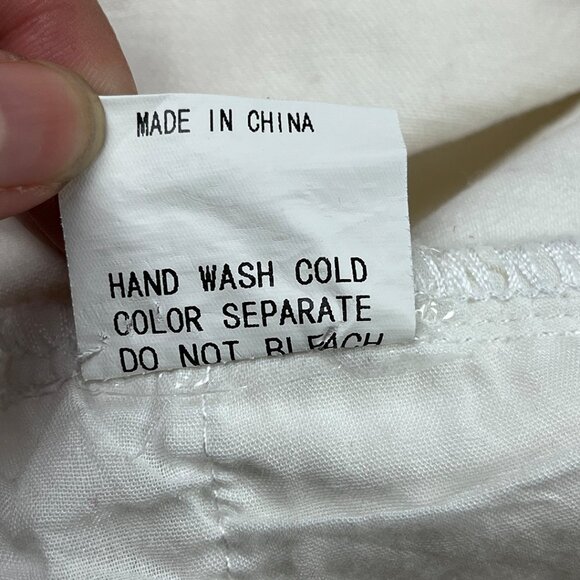 MADE IN CHINA
HAND WASH COLD
COLOR SEPARATE
DO NOT BLEACH